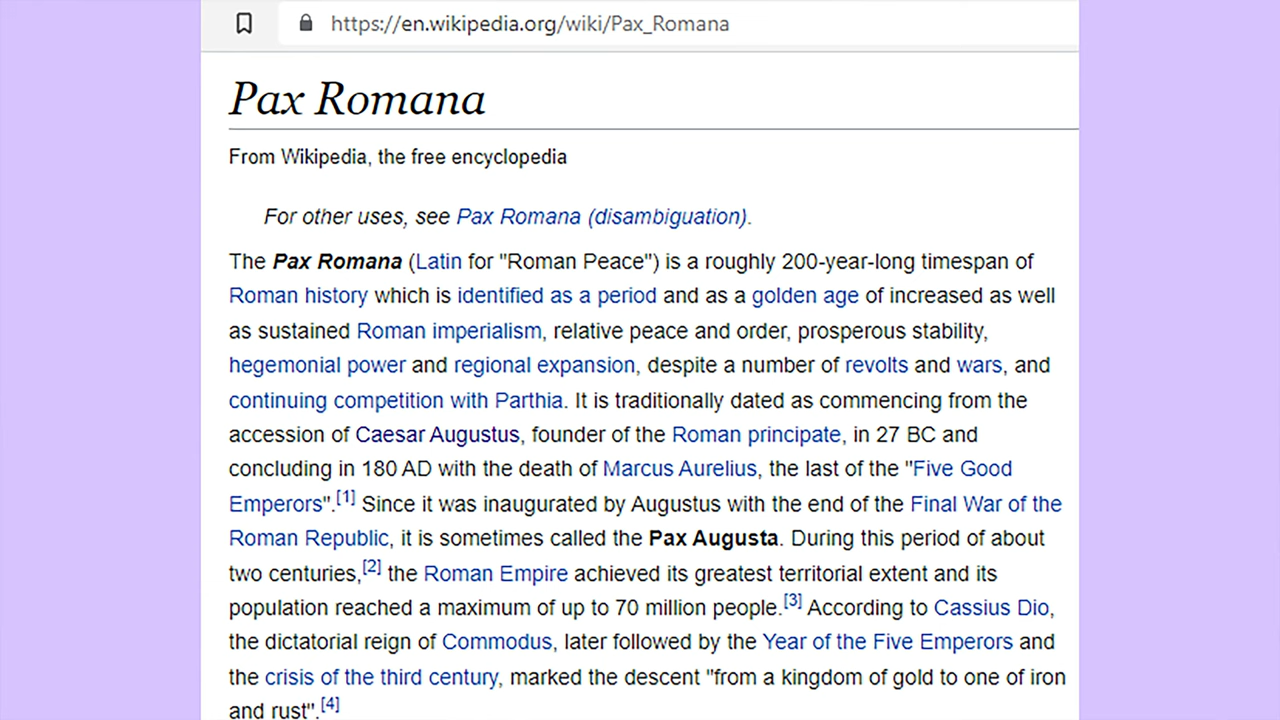 https://en.wikipedia.org/wiki/Pax_Romana
Pax Romana
From Wikipedia, the free encyclopedia
For other uses, see Pax Romana (disambiguation).
The Pax Romana (Latin for "Roman Peace") is a roughly 200-year-long timespan of
Roman history which is identified as a period and as a golden age of increased as well
as sustained Roman imperialism, relative peace and order, prosperous stability,
hegemonial power and regional expansion, despite a number of revolts and wars, and
continuing competition with Parthia. It is traditionally dated as commencing from the
accession of Caesar Augustus, founder of the Roman principate, in 27 BC and
concluding in 180 AD with the death of Marcus Aurelius, the last of the "Five Good
Emperors".[1] Since it was inaugurated by Augustus with the end of the Final War of the
Roman Republic, it is sometimes called the Pax Augusta. During this period of about
two centuries,[2] the Roman Empire achieved its greatest territorial extent and its
population reached a maximum of up to 70 million people.[3] According to Cassius Dio,
the dictatorial reign of Commodus, later followed by the Year of the Five Emperors and
the crisis of the third century, marked the descent "from a kingdom of gold to one of iron
and rust".[4]